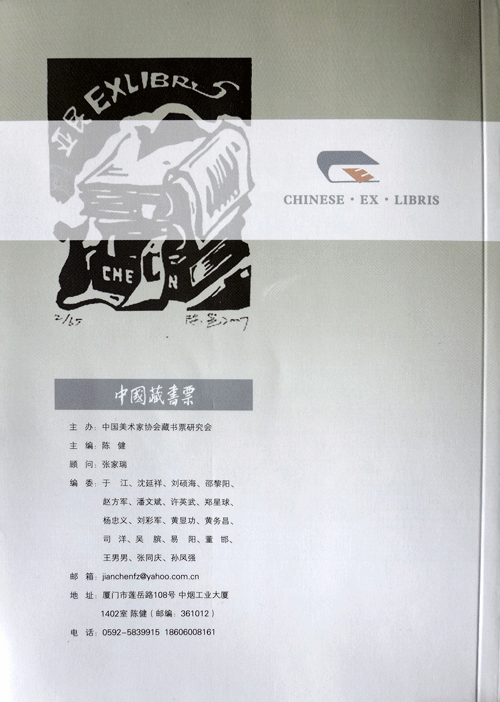 EXLIBRIS
亚民
CHE
N
CHINESE · EX · LIBRIS
2/65
2007
中國藏書票
主 办：中国美术家协会藏书票研究会
主 编：陈 健
顾 问：张家瑞
编 委：于 江、沈延祥、刘硕海、邵黎阳、
赵方军、潘文斌、许英武、郑星球、
杨忠义、刘彩军、黄显功、黄务昌、
司 洋、吴 膑、易 阳、董 邯、
王男男、张同庆、孙凤强
邮 箱：jianchenfz@yahoo.com.cn
地 址：厦门市莲岳路108号 中烟工业大厦
1402室 陈健（邮编：361012）
电 话：0592-5839915 18606008161